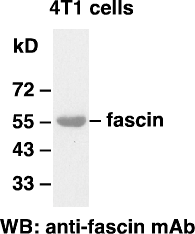 4T1 cells
kD
72
55 fascin
43
33
WB: anti-fascin mAb